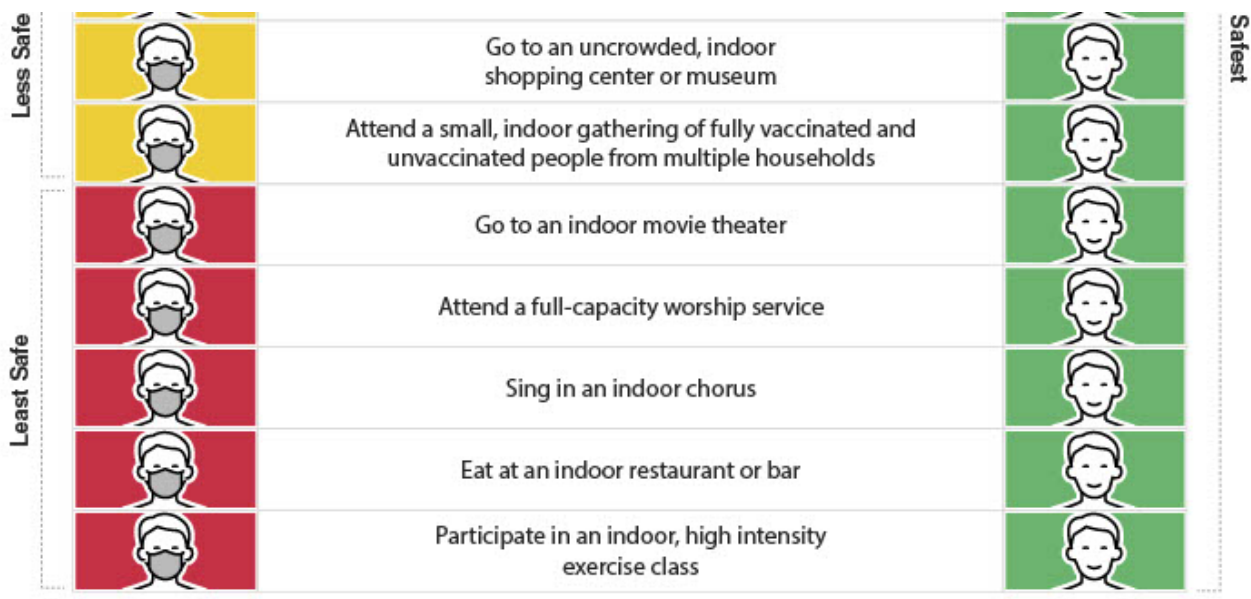 Less Safe
Safest
Go to an uncrowded, indoor
shopping center or museum
Attend a small, indoor gathering of fully vaccinated and
unvaccinated people from multiple households
Go to an indoor movie theater
Least Safe
Attend a full-capacity worship service
Sing in an indoor chorus
Eat at an indoor restaurant or bar
Participate in an indoor, high intensity
exercise class